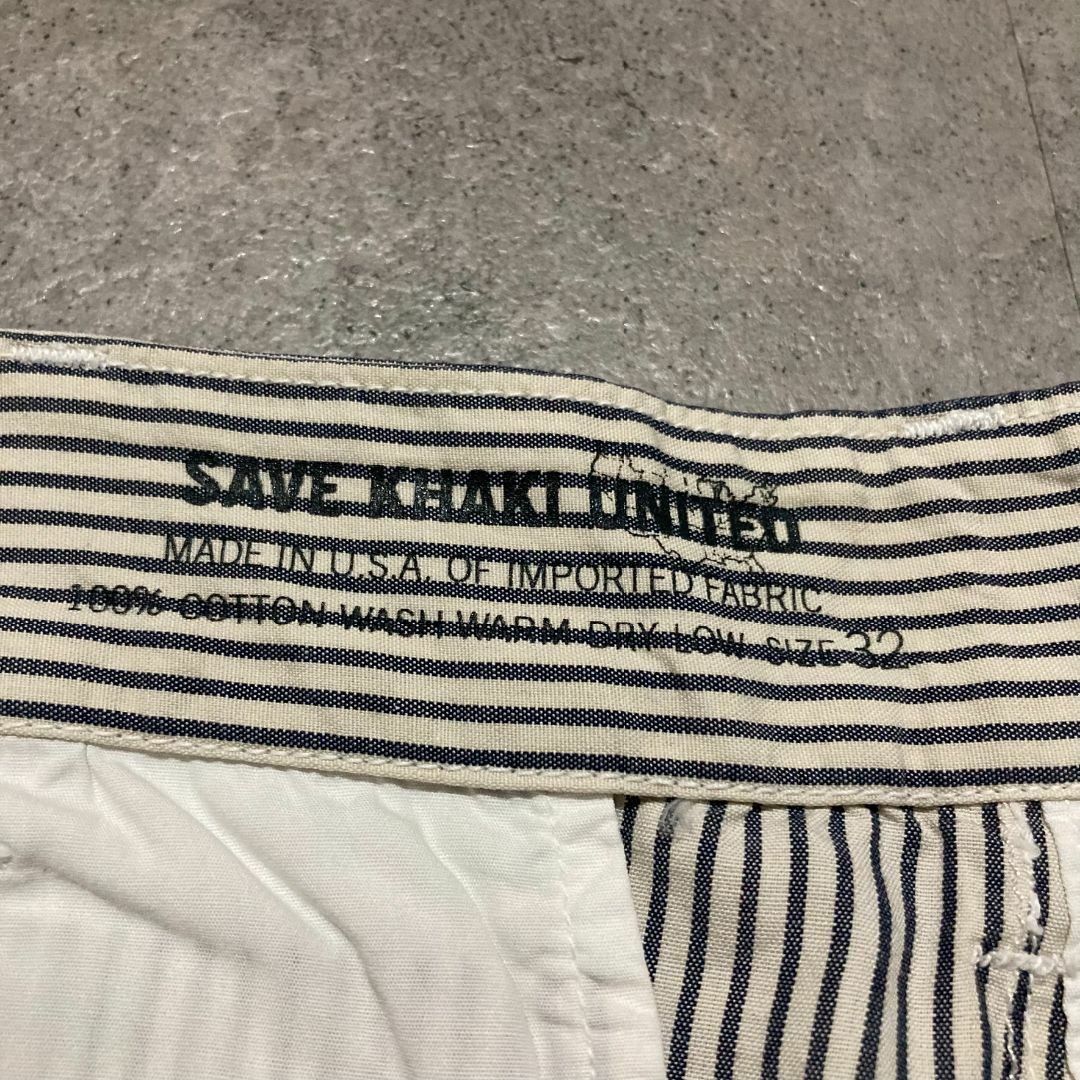 SAVE KHAKI UNITED
MADE IN U.S.A. OF IMPORTED FABRIC
100% COTTON WASH WARM DRY LOW SIZE 32